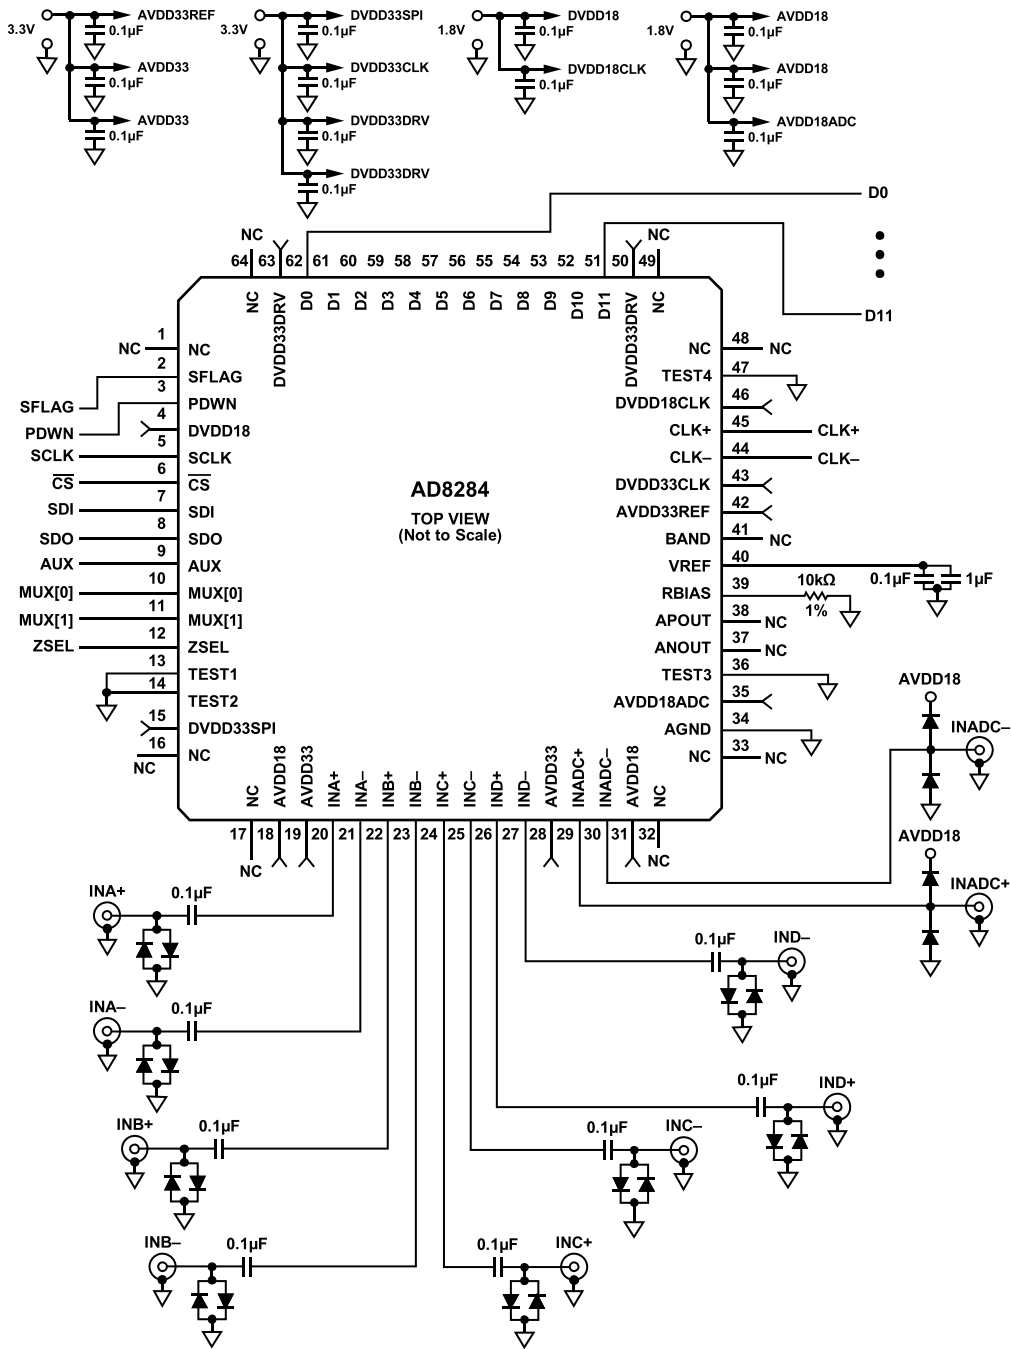 3.3V
AVDD33REF
0.1µF
AVDD33
0.1µF
AVDD33
0.1µF
3.3V
DVDD33SPI
0.1µF
DVDD33CLK
0.1µF
DVDD33DRV
0.1µF
DVDD33DRV
0.1µF
1.8V
DVDD18
0.1µF
DVDD18CLK
0.1µF
1.8V
AVDD18
0.1µF
AVDD18
0.1µF
AVDD18ADC
0.1µF
D0
D11
NC
NC
64 63 62 61 60 59 58 57 56 55 54 53 52 51 50 49
NC
DVDD33DRV
D0
D1
D2
D3
D4
D5
D6
D7
D8
D9
D10
D11
DVDD33DRV
NC
NC 1 NC
SFLAG 2 SFLAG
PDWN 3 PDWN
4 DVDD18
SCLK 5 SCLK
CS 6 CS
SDI 7 SDI
SDO 8 SDO
AUX 9 AUX
MUX[0] 10 MUX[0]
MUX[1] 11 MUX[1]
ZSEL 12 ZSEL
13 TEST1
14 TEST2
15 DVDD33SPI
NC 16 NC
AD8284
TOP VIEW
(Not to Scale)
NC 48 NC
TEST4 47
DVDD18CLK 46
CLK+ 45 CLK+
CLK– 44 CLK–
DVDD33CLK 43
AVDD33REF 42
BAND 41 NC
VREF 40 0.1µF 1µF
RBIAS 39 10kΩ
1%
APOUT 38 NC
ANOUT 37 NC
TEST3 36
AVDD18ADC 35
AGND 34
NC 33 NC
NC
AVDD18
AVDD33
INA+
INA–
INB+
INB–
INC+
INC–
IND+
IND–
AVDD33
INADC+
INADC–
AVDD18
NC
17 18 19 20 21 22 23 24 25 26 27 28 29 30 31 32
NC
NC
AVDD18
INADC–
AVDD18
INADC+
INA+
0.1µF
0.1µF
IND–
INA–
0.1µF
0.1µF
IND+
INB+
0.1µF
0.1µF
INC–
INB–
0.1µF
0.1µF
INC+